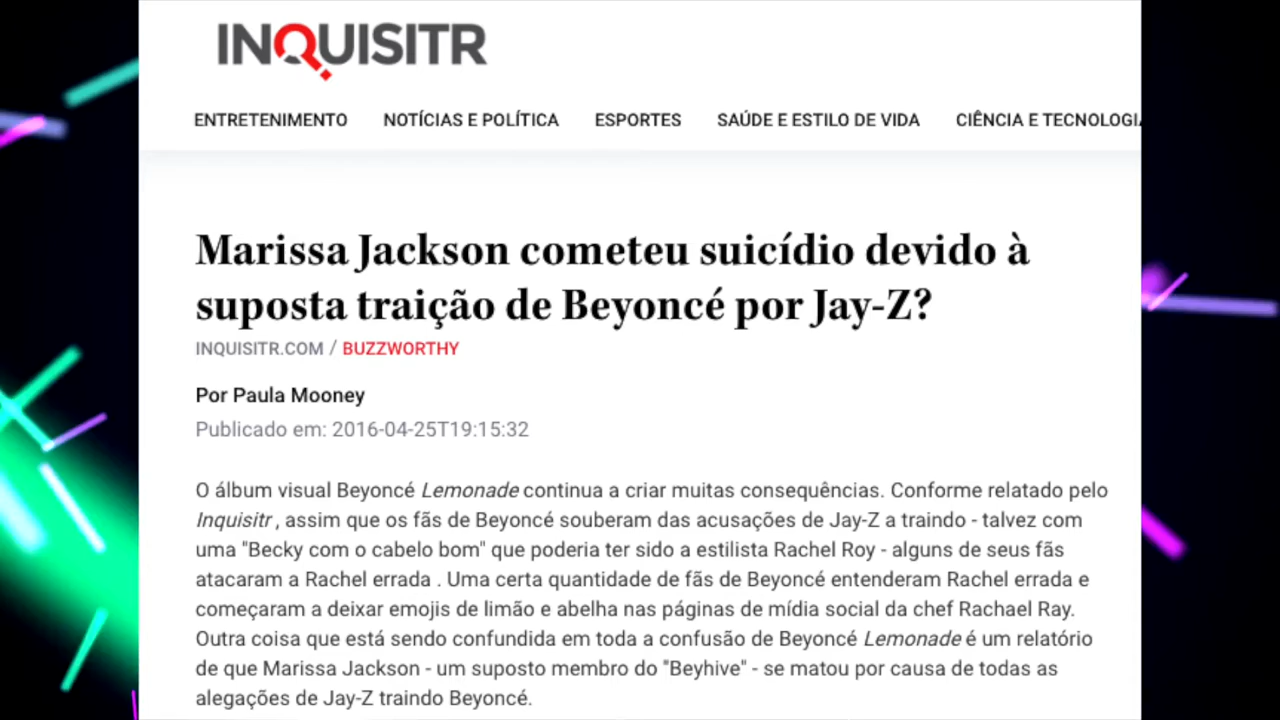 INQUISITR
ENTRETENIMENTO NOTÍCIAS E POLÍTICA ESPORTES SAÚDE E ESTILO DE VIDA CIÊNCIA E TECNOLOGIA
Marissa Jackson cometeu suicídio devido à
suposta traição de Beyoncé por Jay-Z?
INQUISITR.COM / BUZZWORTHY
Por Paula Mooney
Publicado em: 2016-04-25T19:15:32
O álbum visual Beyoncé Lemonade continua a criar muitas consequências. Conforme relatado pelo
Inquisitr , assim que os fãs de Beyoncé souberam das acusações de Jay-Z a traindo - talvez com
uma "Becky com o cabelo bom" que poderia ter sido a estilista Rachel Roy - alguns de seus fãs
atacaram a Rachel errada . Uma certa quantidade de fãs de Beyoncé entenderam Rachel errada e
começaram a deixar emojis de limão e abelha nas páginas de mídia social da chef Rachael Ray.
Outra coisa que está sendo confundida em toda a confusão de Beyoncé Lemonade é um relatório
de que Marissa Jackson - um suposto membro do "Beyhive" - se matou por causa de todas as
alegações de Jay-Z traindo Beyoncé.